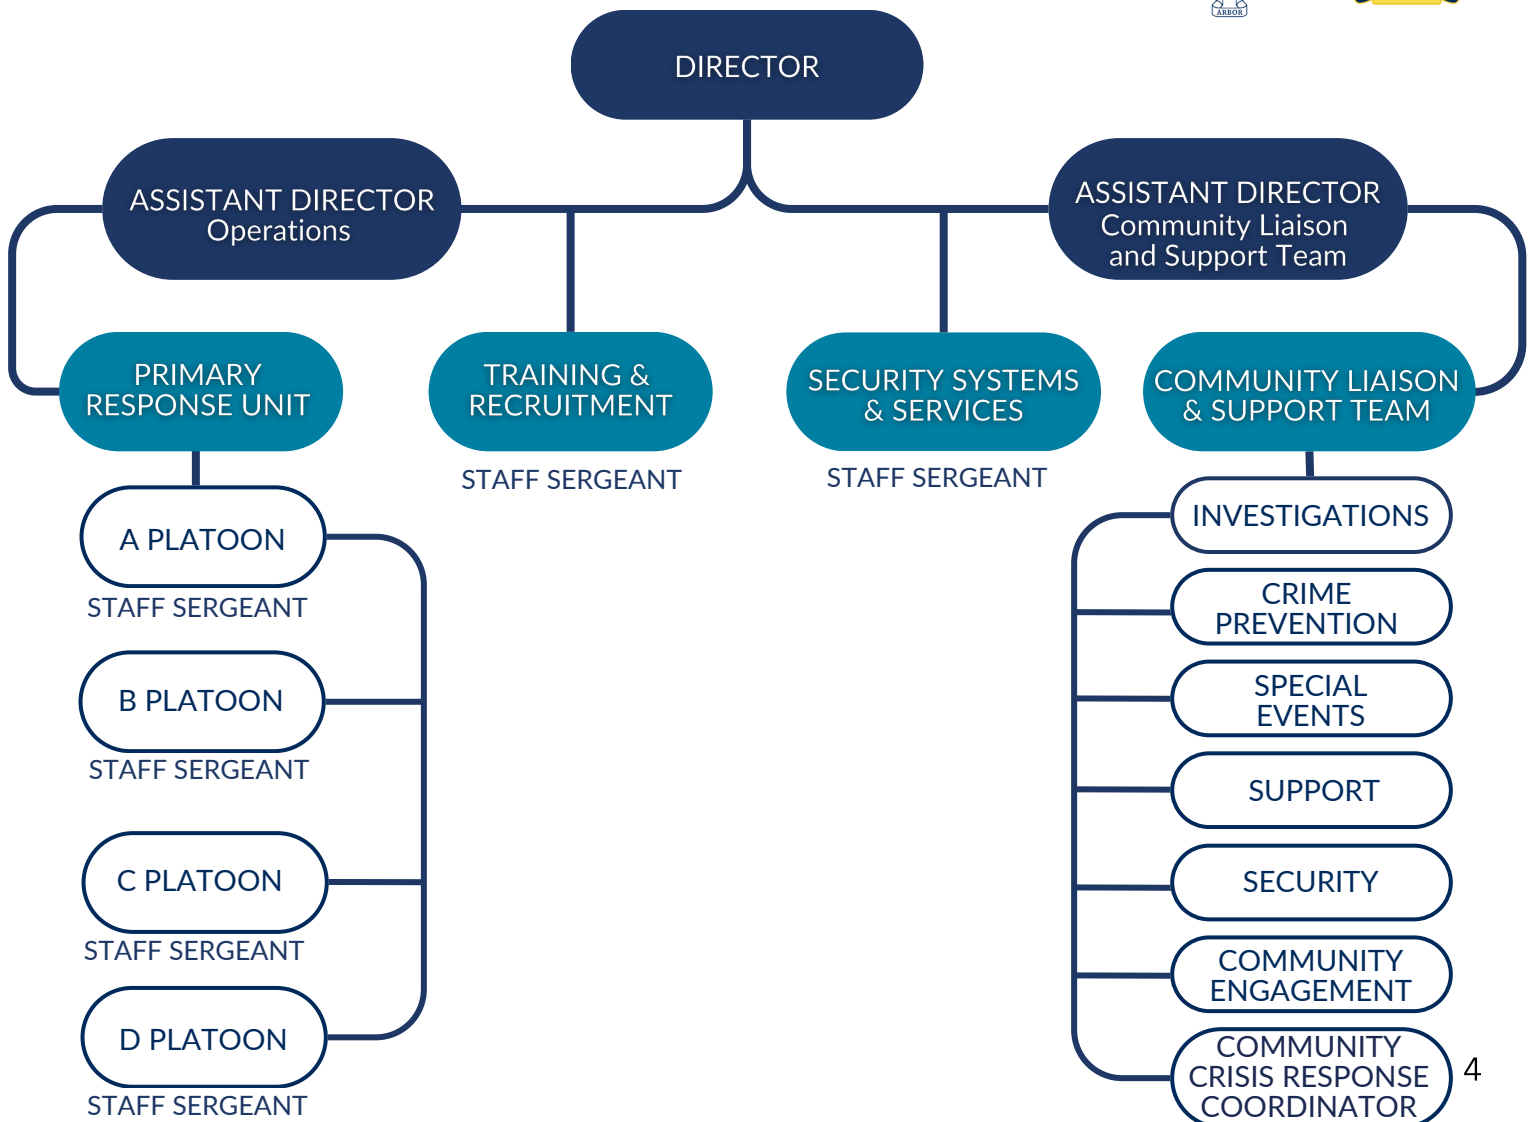 ARBOR
DIRECTOR
ASSISTANT DIRECTOR
Operations
ASSISTANT DIRECTOR
Community Liaison
and Support Team
PRIMARY
RESPONSE UNIT
TRAINING &
RECRUITMENT
SECURITY SYSTEMS
& SERVICES
COMMUNITY LIAISON
& SUPPORT TEAM
STAFF SERGEANT
STAFF SERGEANT
A PLATOON
STAFF SERGEANT
B PLATOON
STAFF SERGEANT
C PLATOON
STAFF SERGEANT
D PLATOON
STAFF SERGEANT
INVESTIGATIONS
CRIME
PREVENTION
SPECIAL
EVENTS
SUPPORT
SECURITY
COMMUNITY
ENGAGEMENT
COMMUNITY
CRISIS RESPONSE
COORDINATOR
4